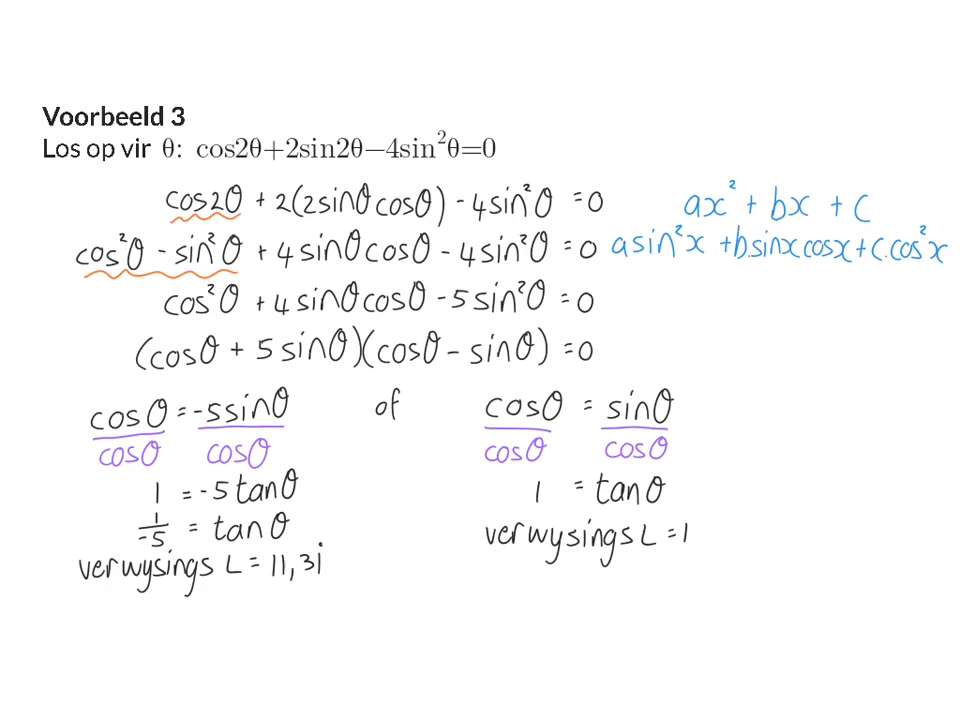 Voorbeeld 3
Los op vir θ: cos2θ+2sin2θ−4sin²θ=0
cos2θ + 2(2sinθcosθ) - 4sin²θ = 0
ax² + bx + c
cos²θ - sin²θ + 4sinθcosθ - 4sin²θ = 0
asin²x + b.sinxcosx + c.cos²x
cos²θ + 4sinθcosθ - 5sin²θ = 0
(cosθ + 5sinθ)(cosθ - sinθ) = 0
cosθ/cosθ = -5sinθ/cosθ of cosθ/cosθ = sinθ/cosθ
1 = -5tanθ 1 = tanθ
1/-5 = tanθ verwysings∠ = 1
verwysings∠ = 11,31